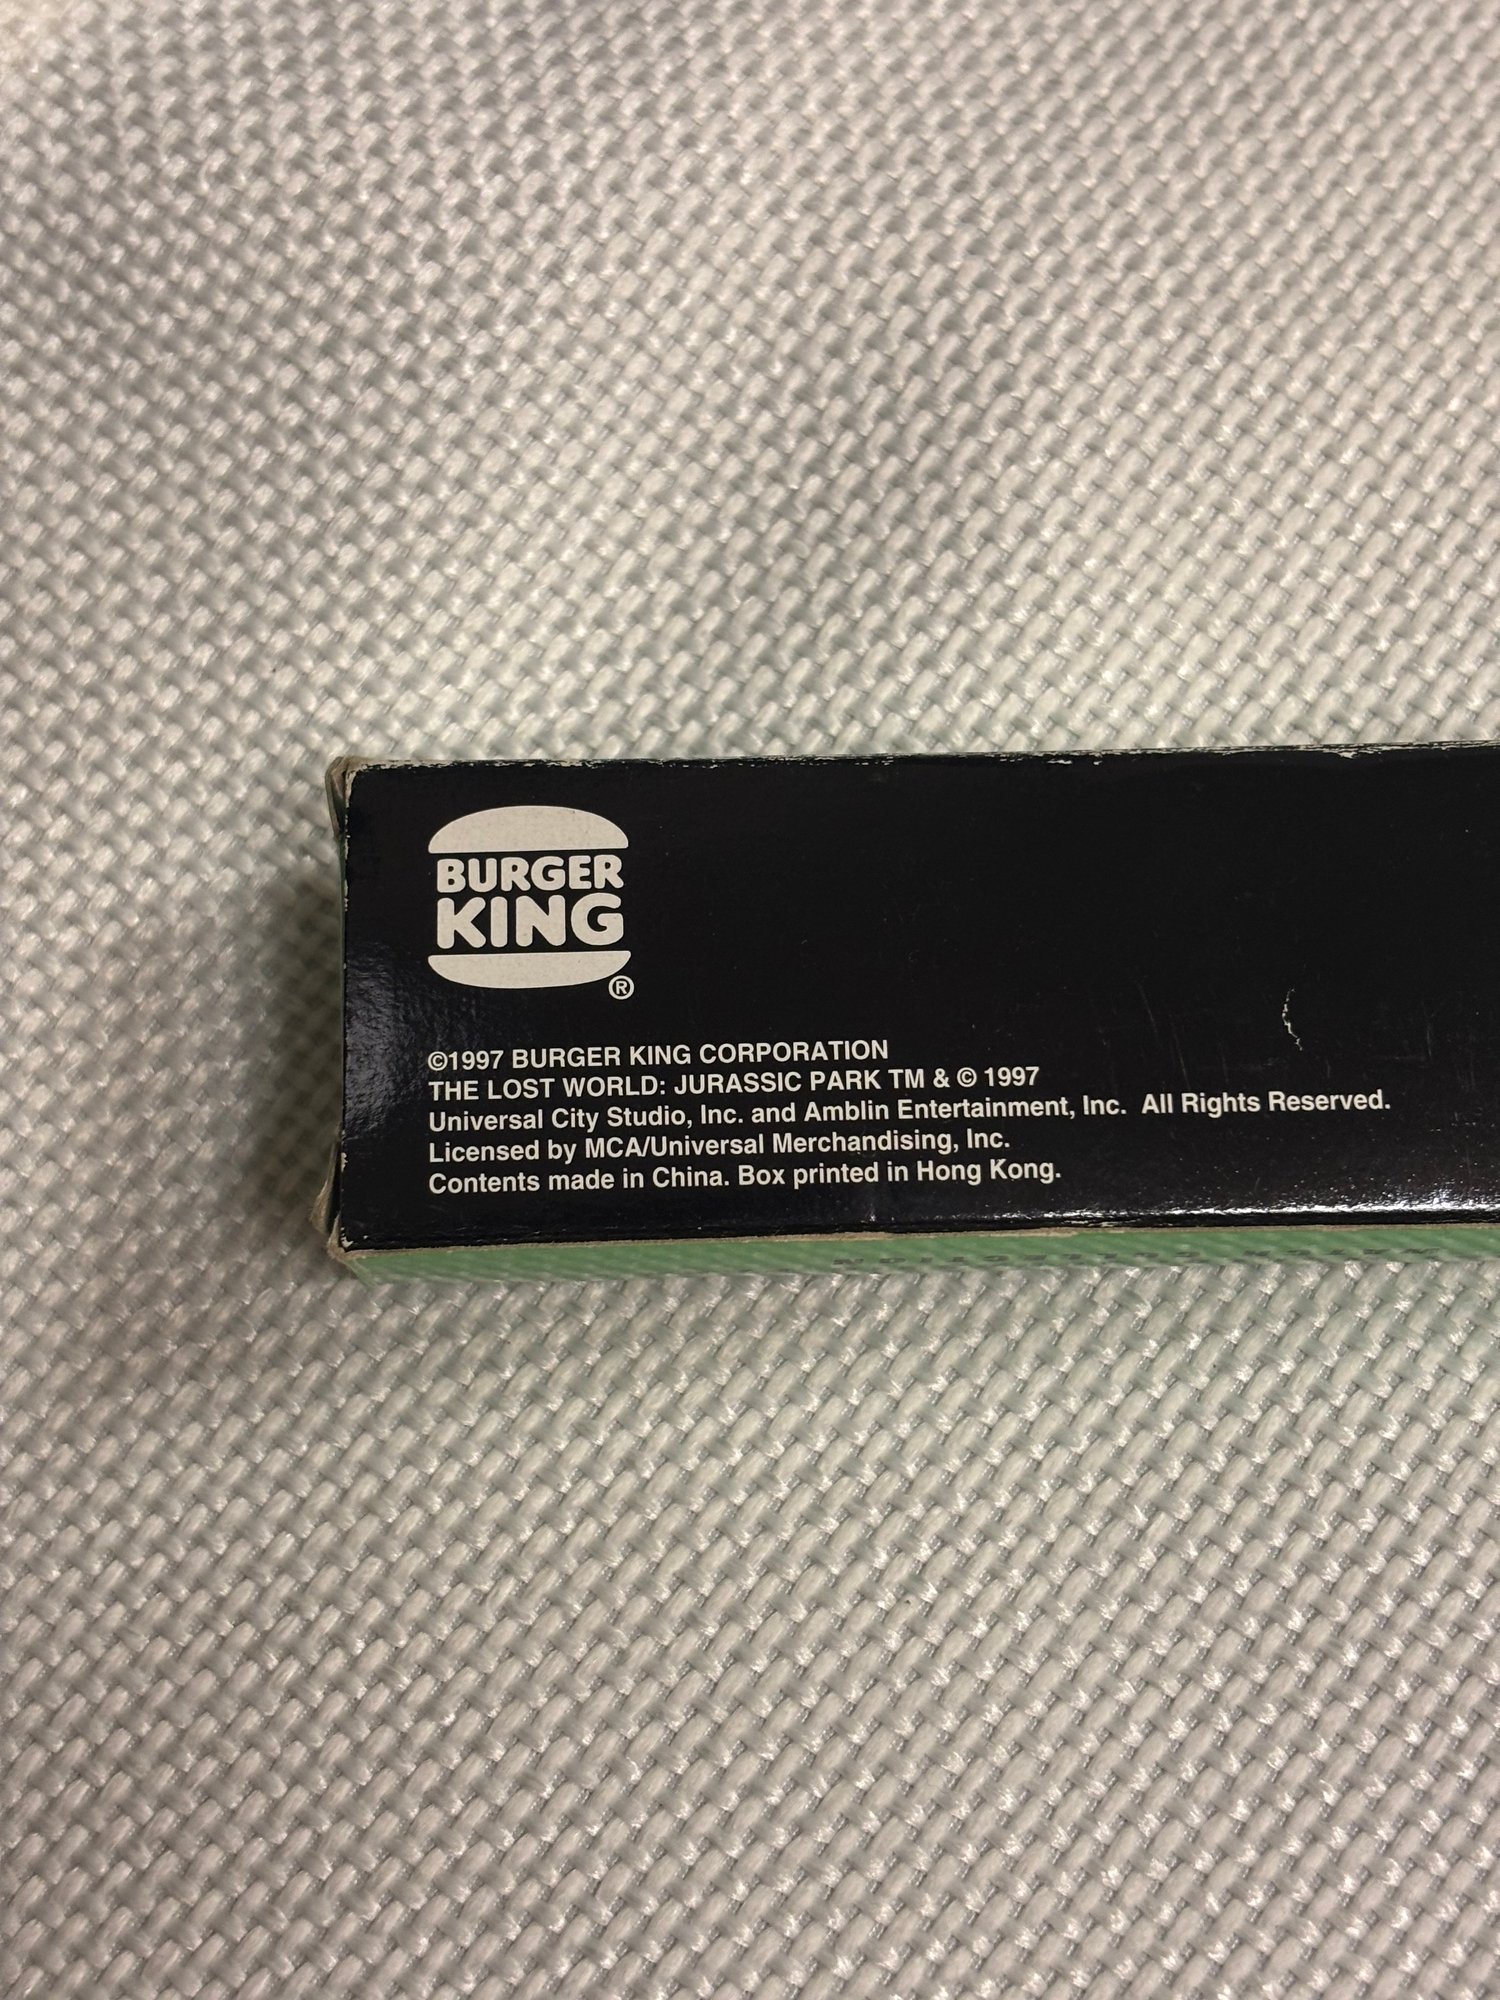 BURGER
KING
®
©1997 BURGER KING CORPORATION
THE LOST WORLD: JURASSIC PARK TM & © 1997
Universal City Studio, Inc. and Amblin Entertainment, Inc.  All Rights Reserved.
Licensed by MCA/Universal Merchandising, Inc.
Contents made in China. Box printed in Hong Kong.
WATCH COLLECTION